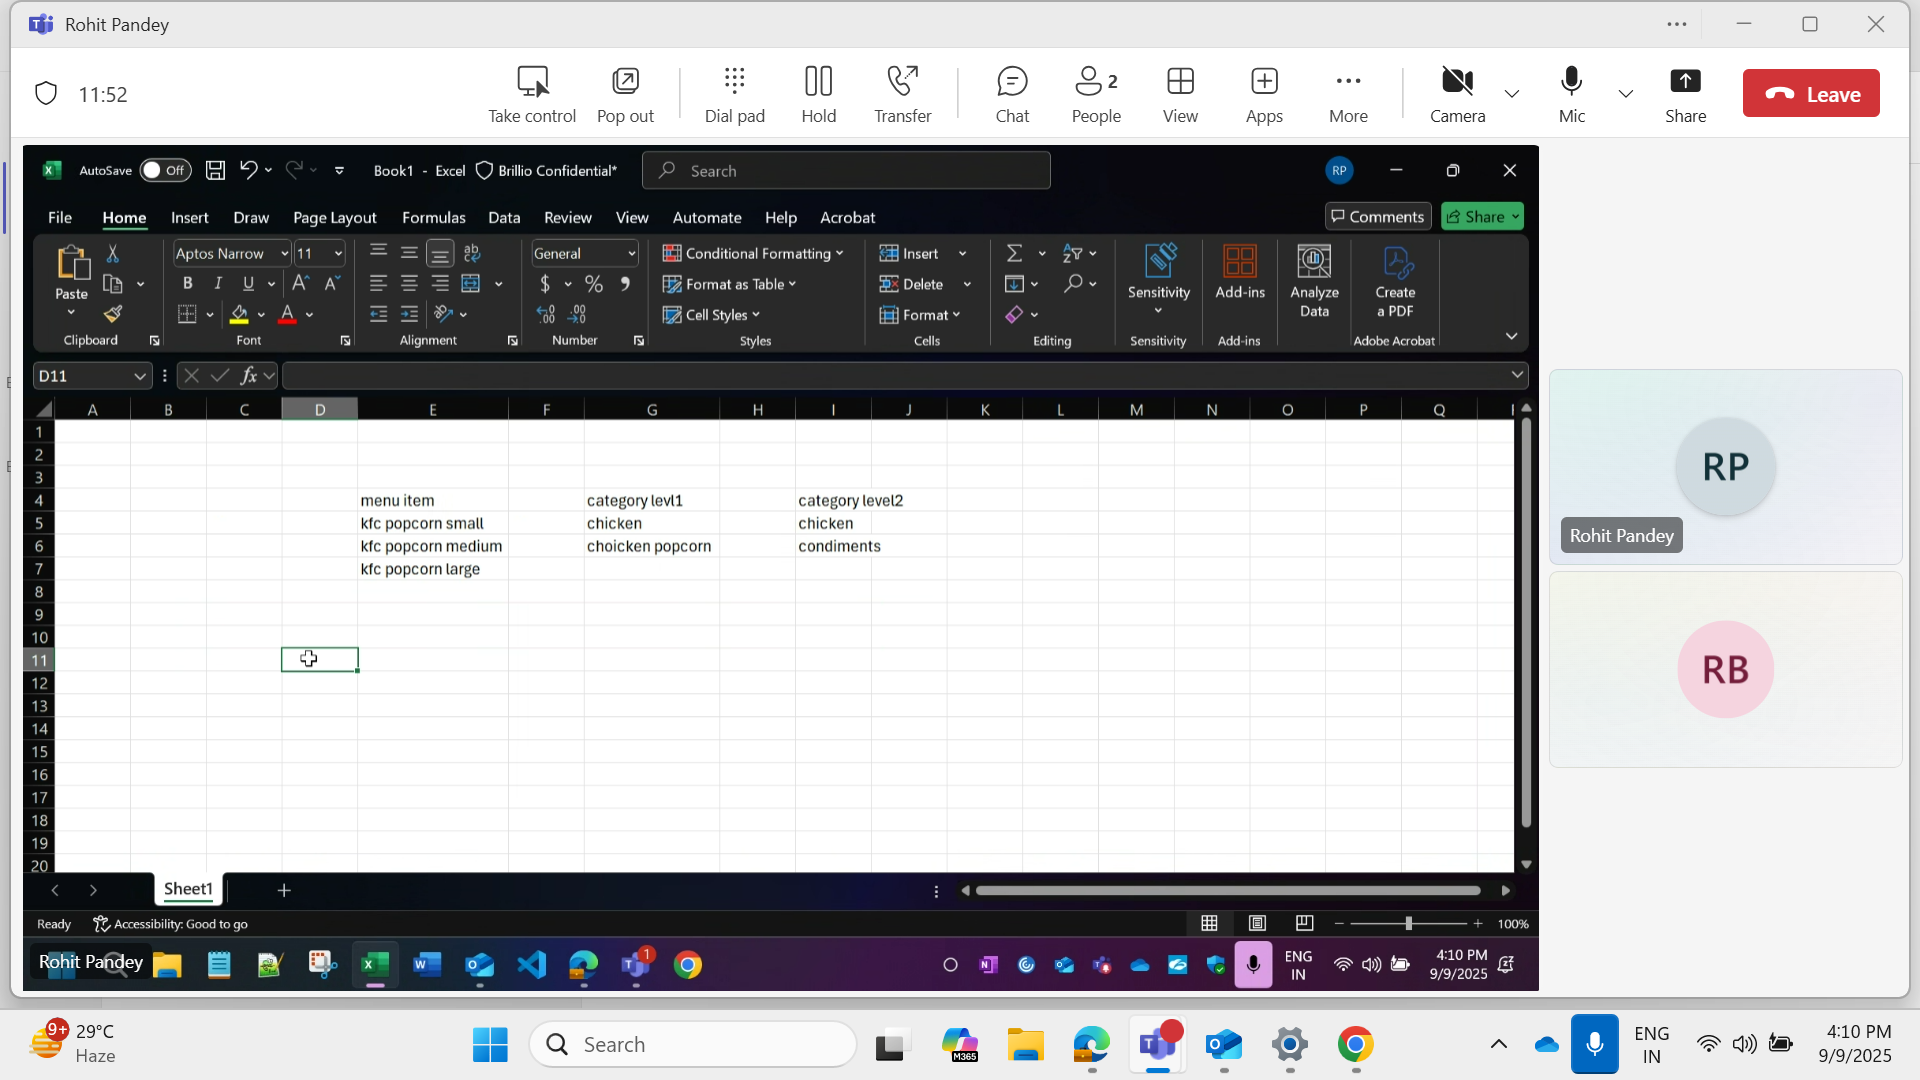 Rohit Pandey
11:52
Take control
Pop out
Dial pad
Hold
Transfer
Chat
2
People
View
Apps
More
Camera
Mic
Share
Leave
AutoSave Off
Book1 - Excel
Brillio Confidential*
Search
RP
File Home Insert Draw Page Layout Formulas Data Review View Automate Help Acrobat
Comments
Share
Paste
Clipboard
Aptos Narrow 11
B I U A A
A
Font
ab
Alignment
General
$ % 9
Number
Conditional Formatting
Format as Table
Cell Styles
Styles
Insert
Delete
Format
Cells
Editing
Sensitivity
Sensitivity
Add-ins
Add-ins
Analyze
Data
Create
a PDF
Adobe Acrobat
D11
fx
A B C D E F G H I J K L M N O P Q
1
2
3
4 menu item category levl1 category level2
5 kfc popcorn small chicken chicken
6 kfc popcorn medium choicken popcorn condiments
7 kfc popcorn large
8
9
10
11
12
13
14
15
16
17
18
19
20
Sheet1
Ready
Accessibility: Good to go
100%
Rohit Pandey
1
ENG
IN
4:10 PM
9/9/2025
RP
Rohit Pandey
RB
9+
29°C
Haze
Search
M365
ENG
IN
4:10 PM
9/9/2025